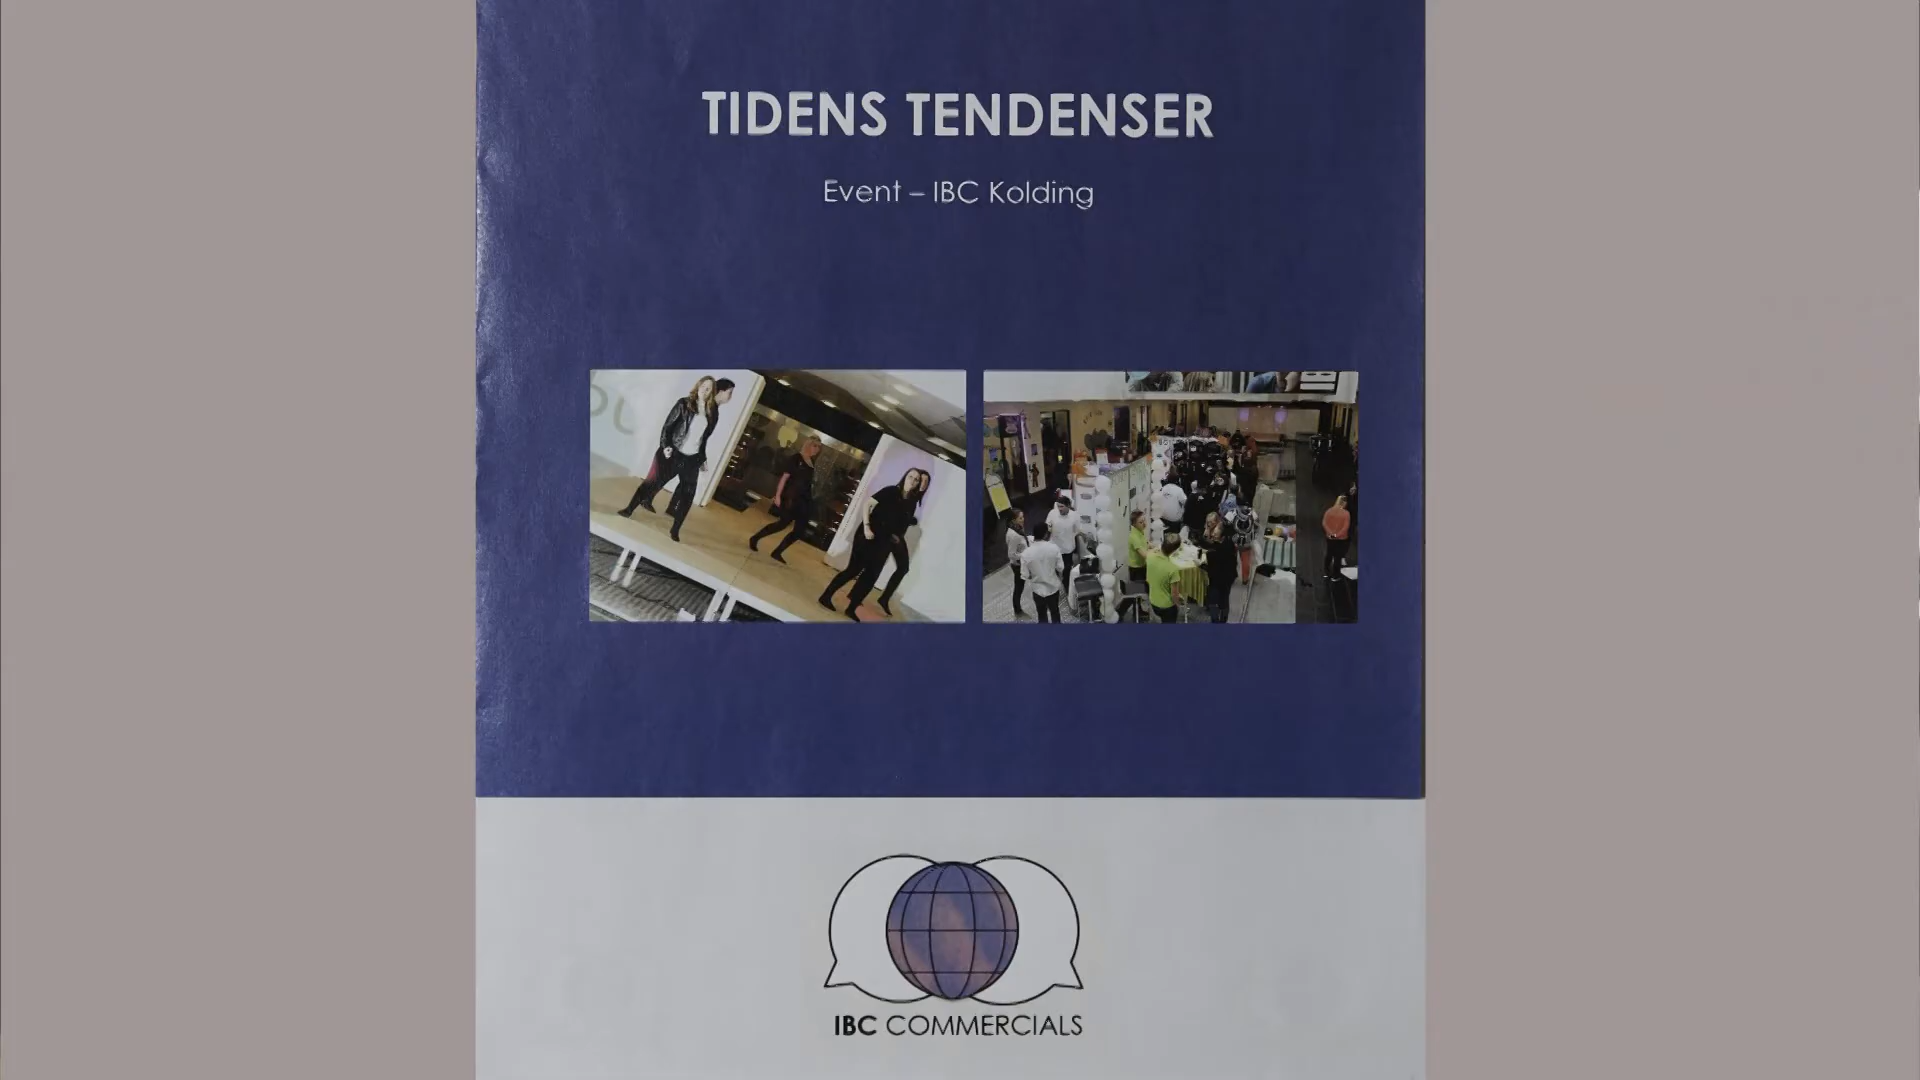 TIDENS TENDENSER
Event – IBC Kolding
IBC COMMERCIALS